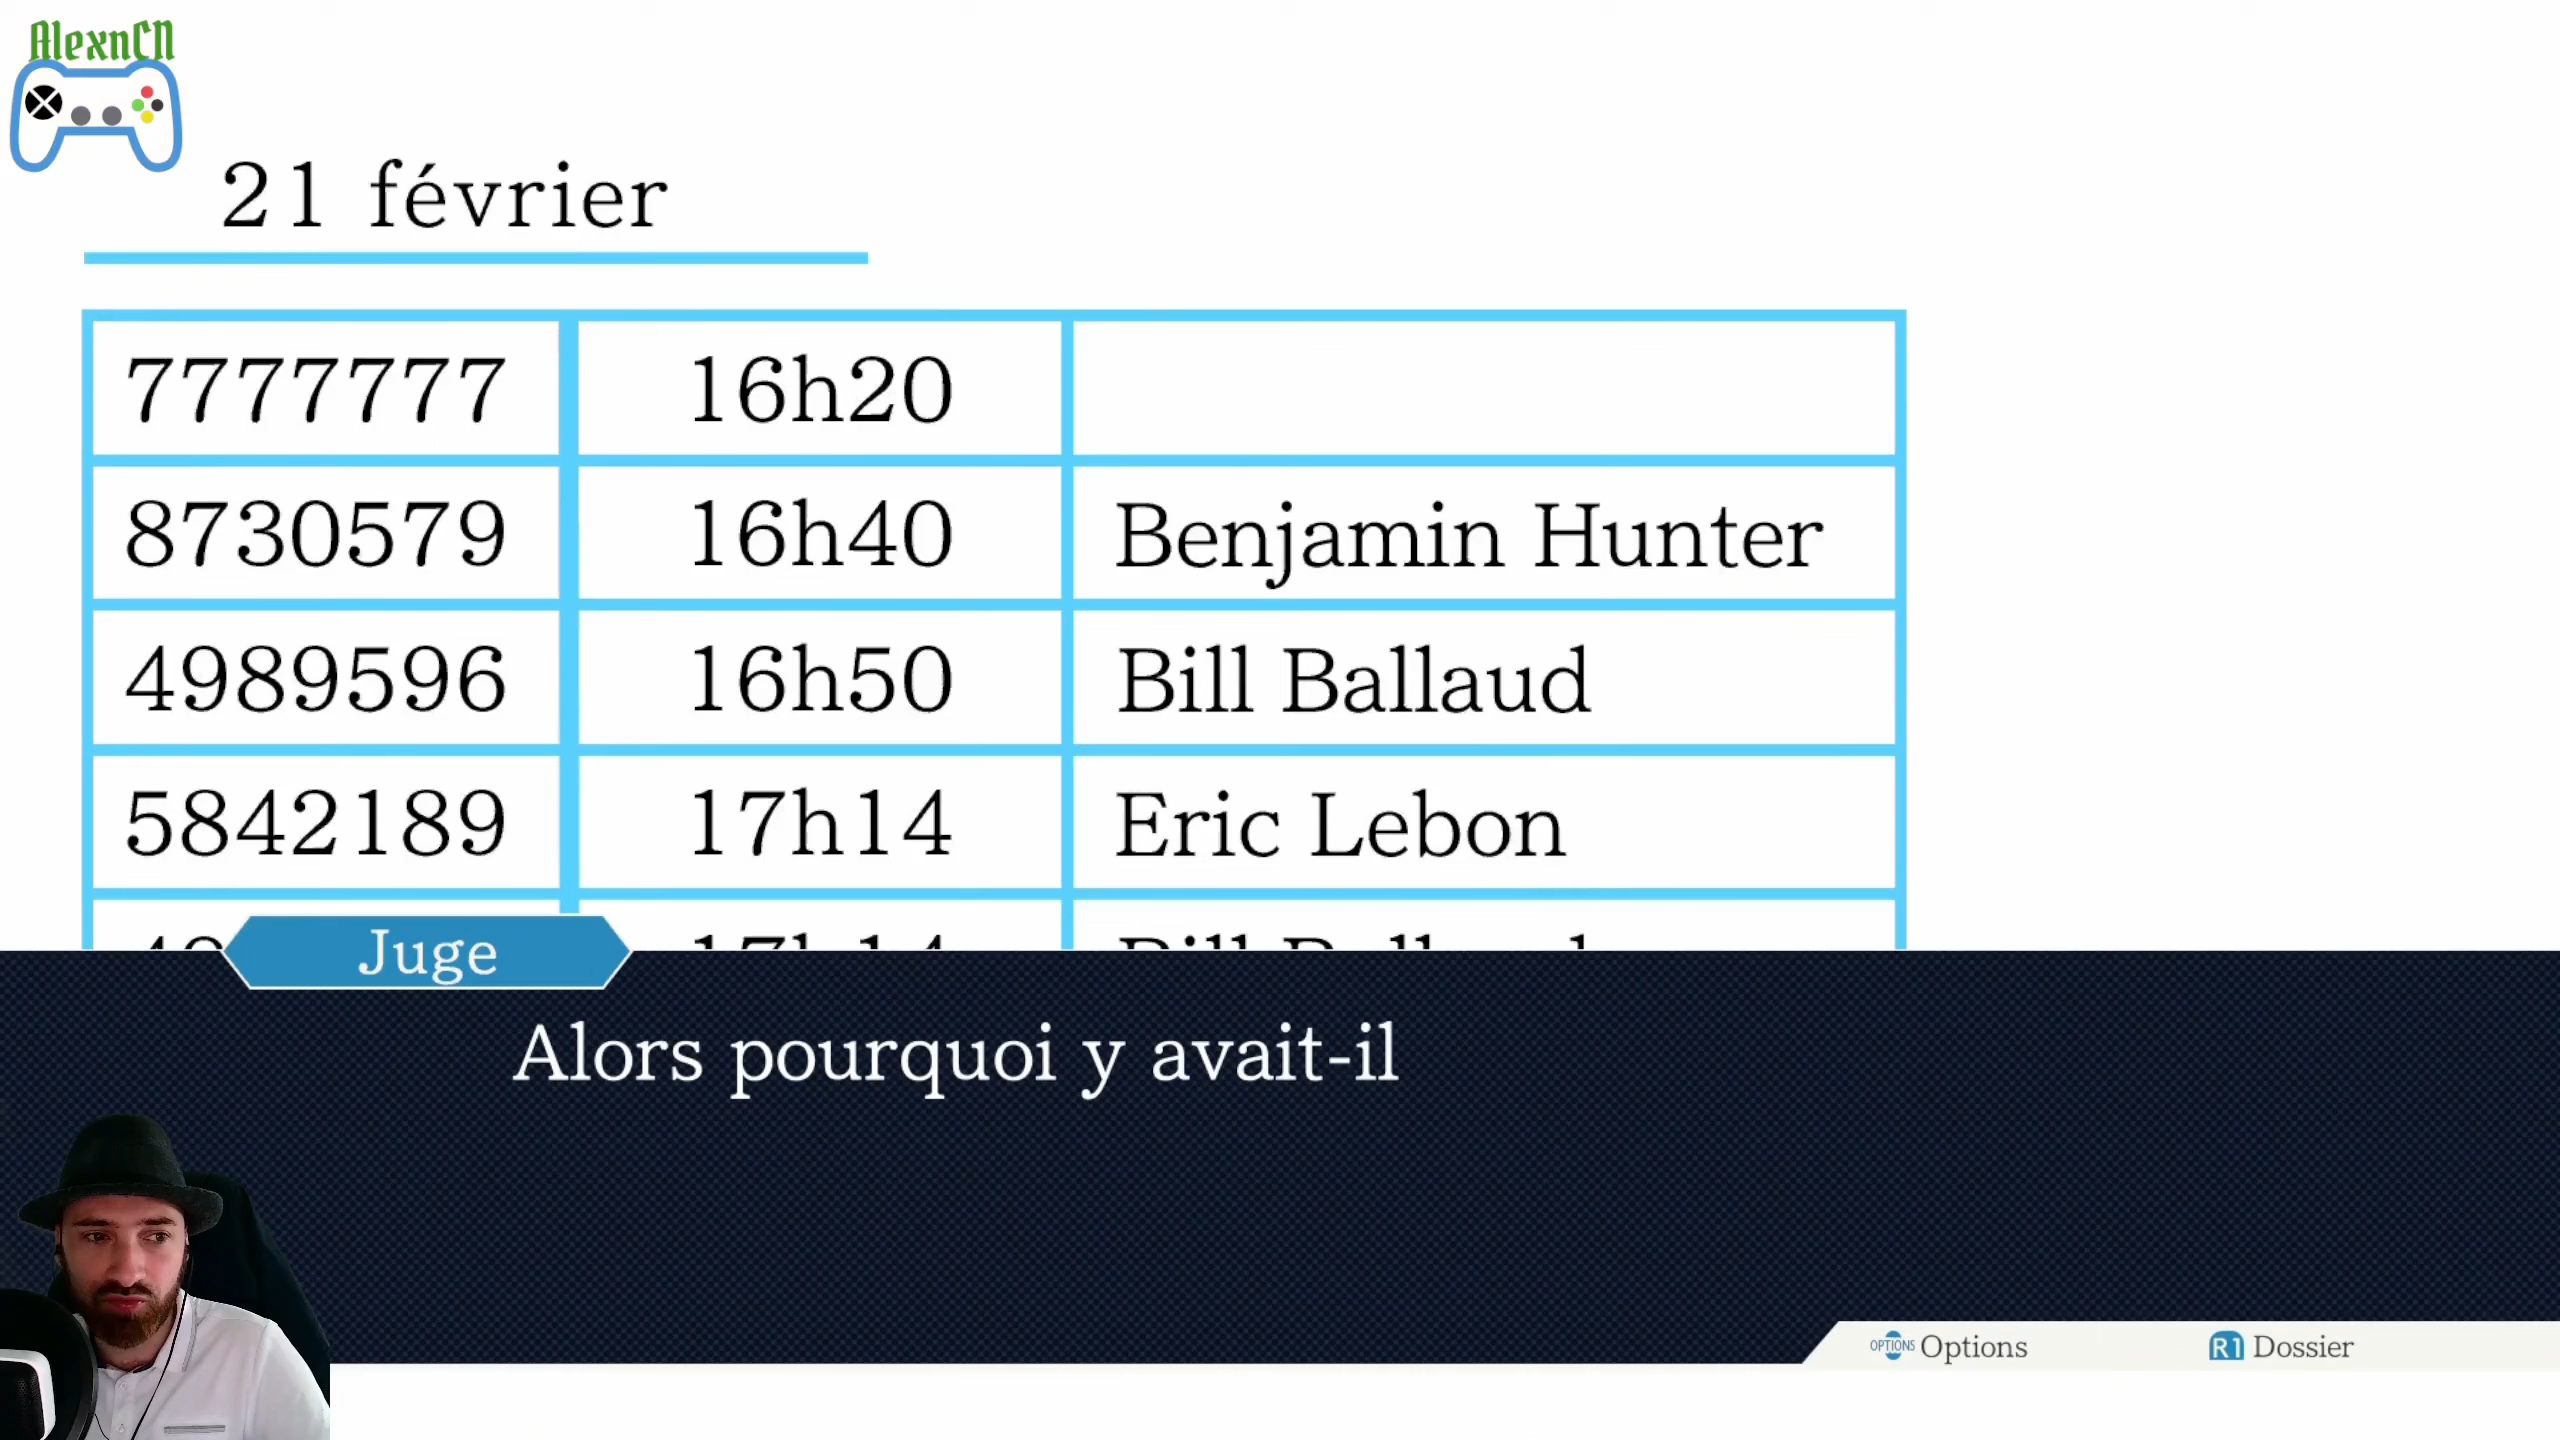 AlexnCN
21 février
7777777 16h20
8730579 16h40 Benjamin Hunter
4989596 16h50 Bill Ballaud
5842189 17h14 Eric Lebon
Juge
Alors pourquoi y avait-il
OPTIONS Options R1 Dossier